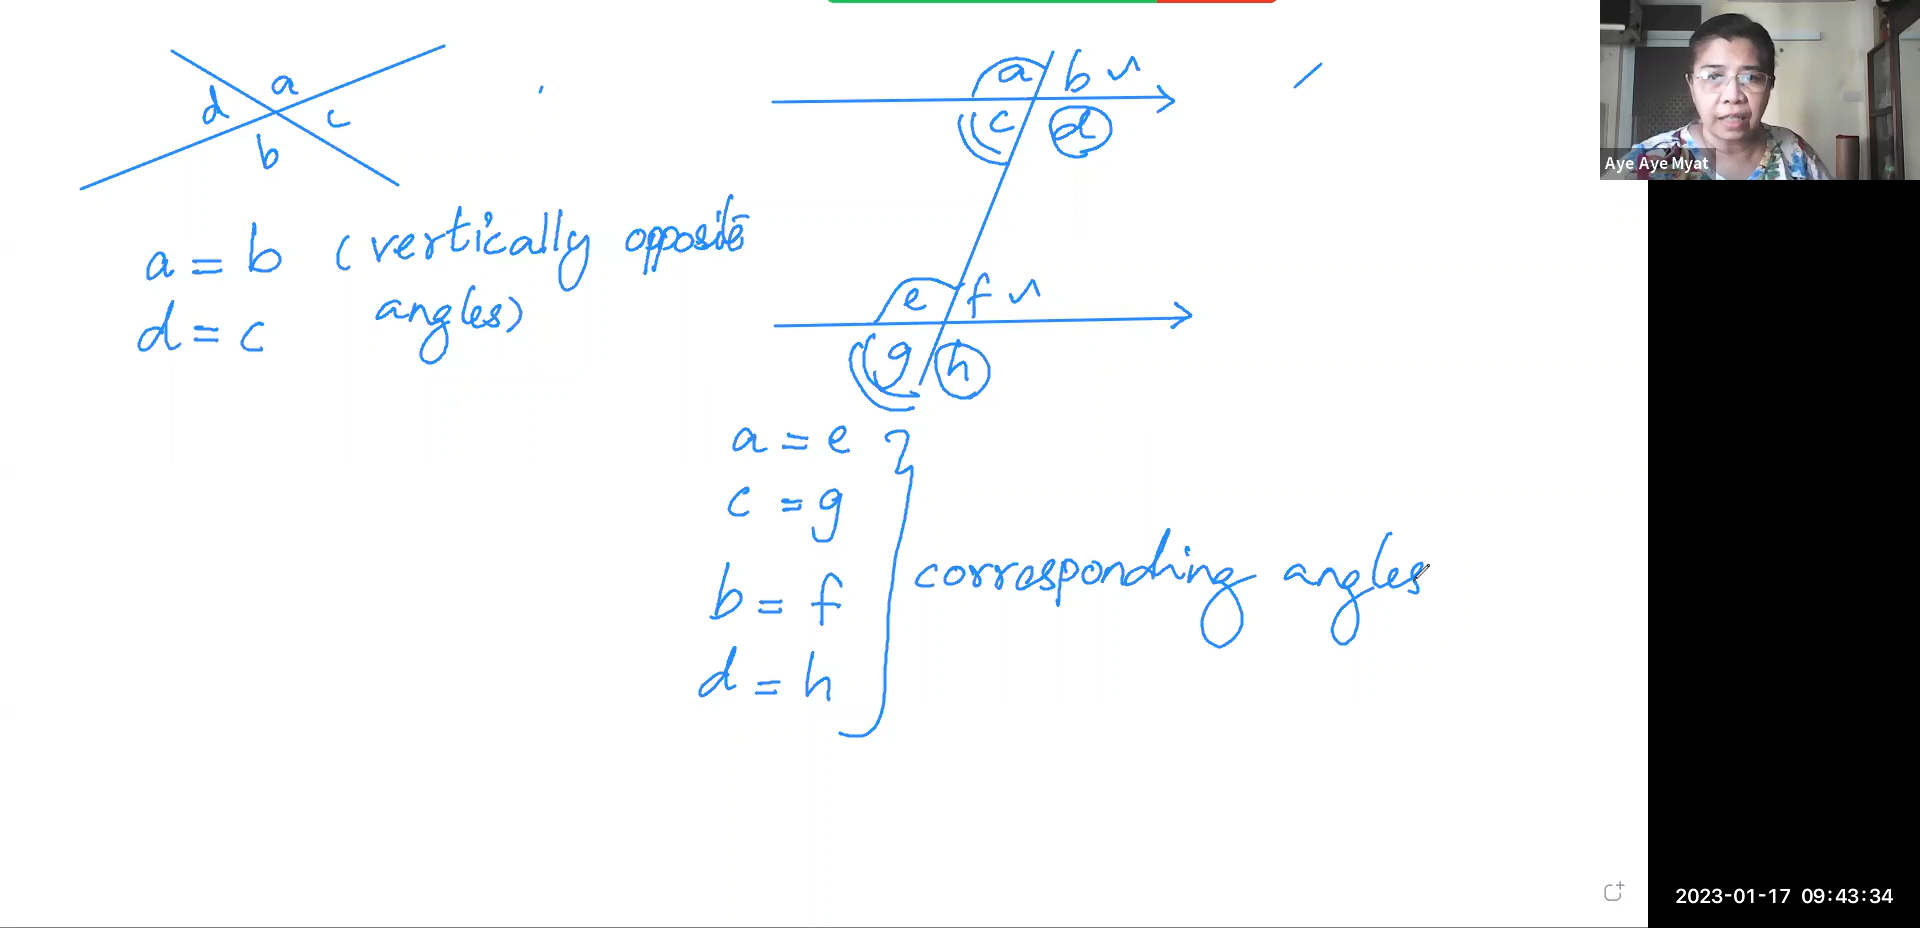 a
d
c
b
a = b (vertically opposite
d = c angles)
a b
c d
e f
g h
a = e
c = g
b = f
d = h
corresponding angles
Aye Aye Myat
2023-01-17 09:43:34